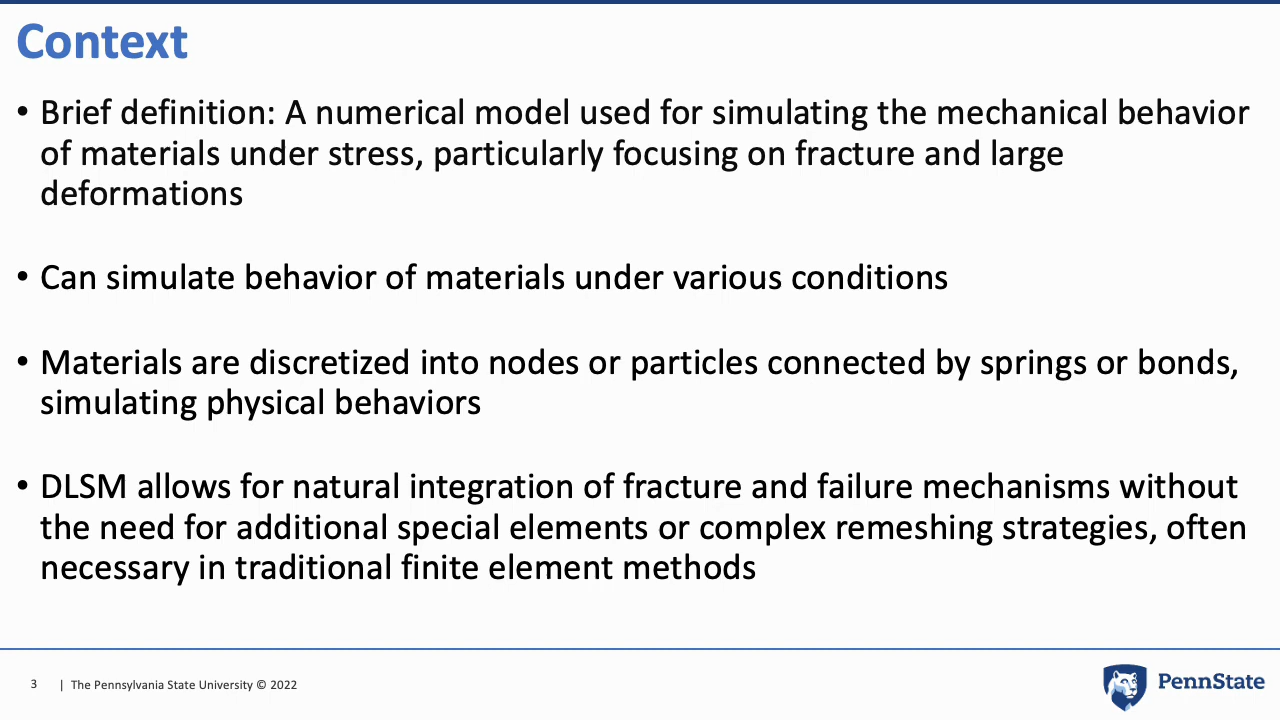 Context
• Brief definition: A numerical model used for simulating the mechanical behavior
of materials under stress, particularly focusing on fracture and large
deformations
• Can simulate behavior of materials under various conditions
• Materials are discretized into nodes or particles connected by springs or bonds,
simulating physical behaviors
• DLSM allows for natural integration of fracture and failure mechanisms without
the need for additional special elements or complex remeshing strategies, often
necessary in traditional finite element methods
3 | The Pennsylvania State University © 2022
PennState